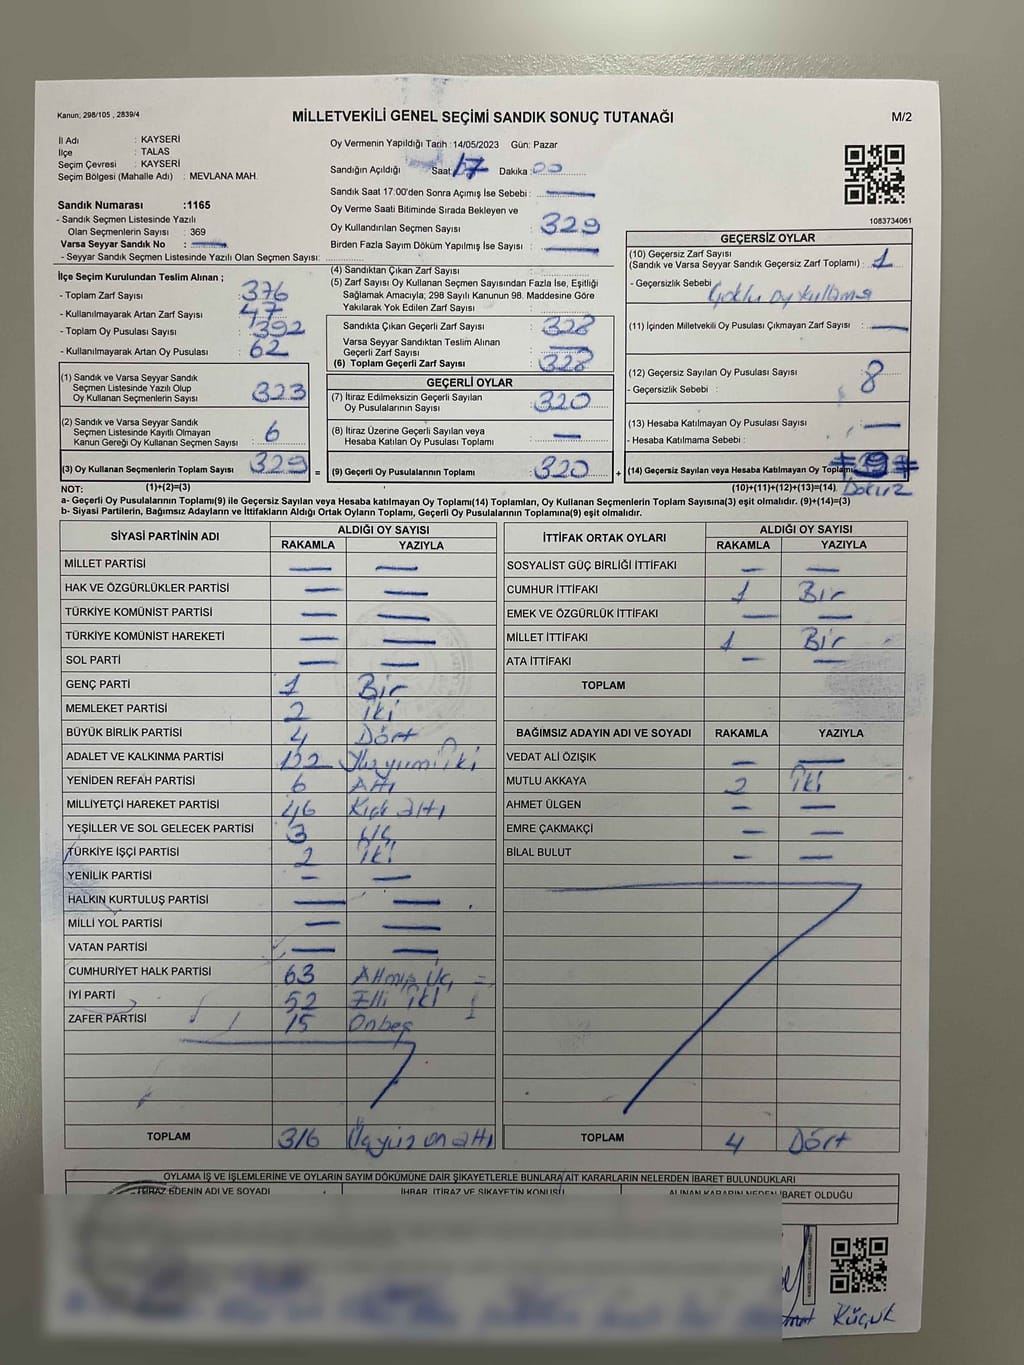 Kanun; 298/105 , 2839/4
MİLLETVEKİLİ GENEL SEÇİMİ SANDIK SONUÇ TUTANAĞI
M/2
İl Adı : KAYSERİ
İlçe : TALAS
Seçim Çevresi : KAYSERİ
Seçim Bölgesi (Mahalle Adı) : MEVLANA MAH.
Sandık Numarası :1165
- Sandık Seçmen Listesinde Yazılı
Olan Seçmenlerin Sayısı : 369
Varsa Seyyar Sandık No : —
- Seyyar Sandık Seçmen Listesinde Yazılı Olan Seçmen Sayısı:
Oy Vermenin Yapıldığı Tarih :14/05/2023 Gün: Pazar
Sandığın Açıldığı Saat 17 Dakika 00
Sandık Saat 17:00'den Sonra Açılmış İse Sebebi : —
Oy Verme Saati Bitiminde Sırada Bekleyen ve
Oy Kullandırılan Seçmen Sayısı : 329
Birden Fazla Sayım Döküm Yapılmış İse Sayısı : —
1083734061
İlçe Seçim Kurulundan Teslim Alınan ;
- Toplam Zarf Sayısı : 376
- Kullanılmayarak Artan Zarf Sayısı : 47
- Toplam Oy Pusulası Sayısı : 392
- Kullanılmayarak Artan Oy Pusulası : 62
(1) Sandık ve Varsa Seyyar Sandık
Seçmen Listesinde Yazılı Olup
Oy Kullanan Seçmenlerin Sayısı : 323
(2) Sandık ve Varsa Seyyar Sandık
Seçmen Listesinde Kayıtlı Olmayan
Kanun Gereği Oy Kullanan Seçmen Sayısı : 6
(3) Oy Kullanan Seçmenlerin Toplam Sayısı : 329 =
(1)+(2)=(3)
(4) Sandıktan Çıkan Zarf Sayısı :
(5) Zarf Sayısı Oy Kullanan Seçmen Sayısından Fazla İse, Eşitliği
Sağlamak Amacıyla; 298 Sayılı Kanunun 98. Maddesine Göre
Yakılarak Yok Edilen Zarf Sayısı :
Sandıkta Çıkan Geçerli Zarf Sayısı : 328
Varsa Seyyar Sandıktan Teslim Alınan
Geçerli Zarf Sayısı : —
(6) Toplam Geçerli Zarf Sayısı : 328
GEÇERLİ OYLAR
(7) İtiraz Edilmeksizin Geçerli Sayılan
Oy Pusulalarının Sayısı : 320
(8) İtiraz Üzerine Geçerli Sayılan veya
Hesaba Katılan Oy Pusulası Toplamı : —
(9) Geçerli Oy Pusulalarının Toplamı : 320 +
GEÇERSİZ OYLAR
(10) Geçersiz Zarf Sayısı
(Sandık ve Varsa Seyyar Sandık Geçersiz Zarf Toplamı) : 1
- Geçersizlik Sebebi : Çoklu oy kullama
(11) İçinden Milletvekili Oy Pusulası Çıkmayan Zarf Sayısı : —
(12) Geçersiz Sayılan Oy Pusulası Sayısı : 8
- Geçersizlik Sebebi :
(13) Hesaba Katılmayan Oy Pusulası Sayısı : —
- Hesaba Katılmama Sebebi :
(14) Geçersiz Sayılan veya Hesaba Katılmayan Oy Toplamı #9#
(10)+(11)+(12)+(13)=(14) Dokuz
NOT:
a- Geçerli Oy Pusulalarının Toplamı(9) ile Geçersiz Sayılan veya Hesaba katılmayan Oy Toplamı(14) Toplamları, Oy Kullanan Seçmenlerin Toplam Sayısına(3) eşit olmalıdır. (9)+(14)=(3)
b- Siyasi Partilerin, Bağımsız Adayların ve İttifakların Aldığı Ortak Oyların Toplamı, Geçerli Oy Pusulalarının Toplamına(9) eşit olmalıdır.
SİYASİ PARTİNİN ADI ALDIĞI OY SAYISI
RAKAMLA YAZIYLA
MİLLET PARTİSİ — —
HAK VE ÖZGÜRLÜKLER PARTİSİ — —
TÜRKİYE KOMÜNİST PARTİSİ — —
TÜRKİYE KOMÜNİST HAREKETİ — —
SOL PARTİ — —
GENÇ PARTİ 1 Bir
MEMLEKET PARTİSİ 2 iki
BÜYÜK BİRLİK PARTİSİ 4 Dört
ADALET VE KALKINMA PARTİSİ 122 Yüzyirmi iki
YENİDEN REFAH PARTİSİ 6 Altı
MİLLİYETÇİ HAREKET PARTİSİ 46 Kırk altı
YEŞİLLER VE SOL GELECEK PARTİSİ 3 üç
TÜRKİYE İŞÇİ PARTİSİ 2 iki
YENİLİK PARTİSİ — —
HALKIN KURTULUŞ PARTİSİ — —
MİLLİ YOL PARTİSİ — —
VATAN PARTİSİ — —
CUMHURİYET HALK PARTİSİ 63 Altmış üç
İYİ PARTİ 52 Elli iki
ZAFER PARTİSİ 15 Onbeş
TOPLAM 316 Üçyüz on altı
İTTİFAK ORTAK OYLARI ALDIĞI OY SAYISI
RAKAMLA YAZIYLA
SOSYALİST GÜÇ BİRLİĞİ İTTİFAKI — —
CUMHUR İTTİFAKI 1 Bir
EMEK VE ÖZGÜRLÜK İTTİFAKI — —
MİLLET İTTİFAKI 1 Bir
ATA İTTİFAKI — —
TOPLAM
BAĞIMSIZ ADAYIN ADI VE SOYADI RAKAMLA YAZIYLA
VEDAT ALİ ÖZIŞIK — —
MUTLU AKKAYA 2 iki
AHMET ÜLGEN — —
EMRE ÇAKMAKÇİ — —
BİLAL BULUT — —
TOPLAM 4 Dört
OYLAMA İŞ VE İŞLEMLERİNE VE OYLARIN SAYIM DÖKÜMÜNE DAİR ŞİKAYETLERLE BUNLARA AİT KARARLARIN NELERDEN İBARET BULUNDUKLARI
İTİRAZ EDENİN ADI VE SOYADI İHBAR, İTİRAZ VE ŞİKAYETİN KONUSU ALINAN KARARIN NEDEN İBARET OLDUĞU
Küçük